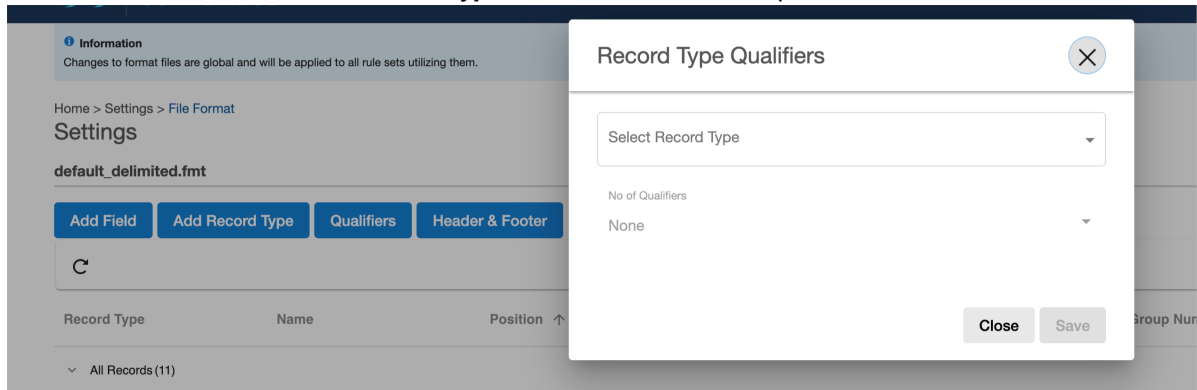 Information
Changes to format files are global and will be applied to all rule sets utilizing them.
Home > Settings > File Format
Settings
default_delimited.fmt
Add Field Add Record Type Qualifiers Header & Footer
Record Type Name Position ↑
All Records (11)
Record Type Qualifiers
Select Record Type
No of Qualifiers
None
Close Save